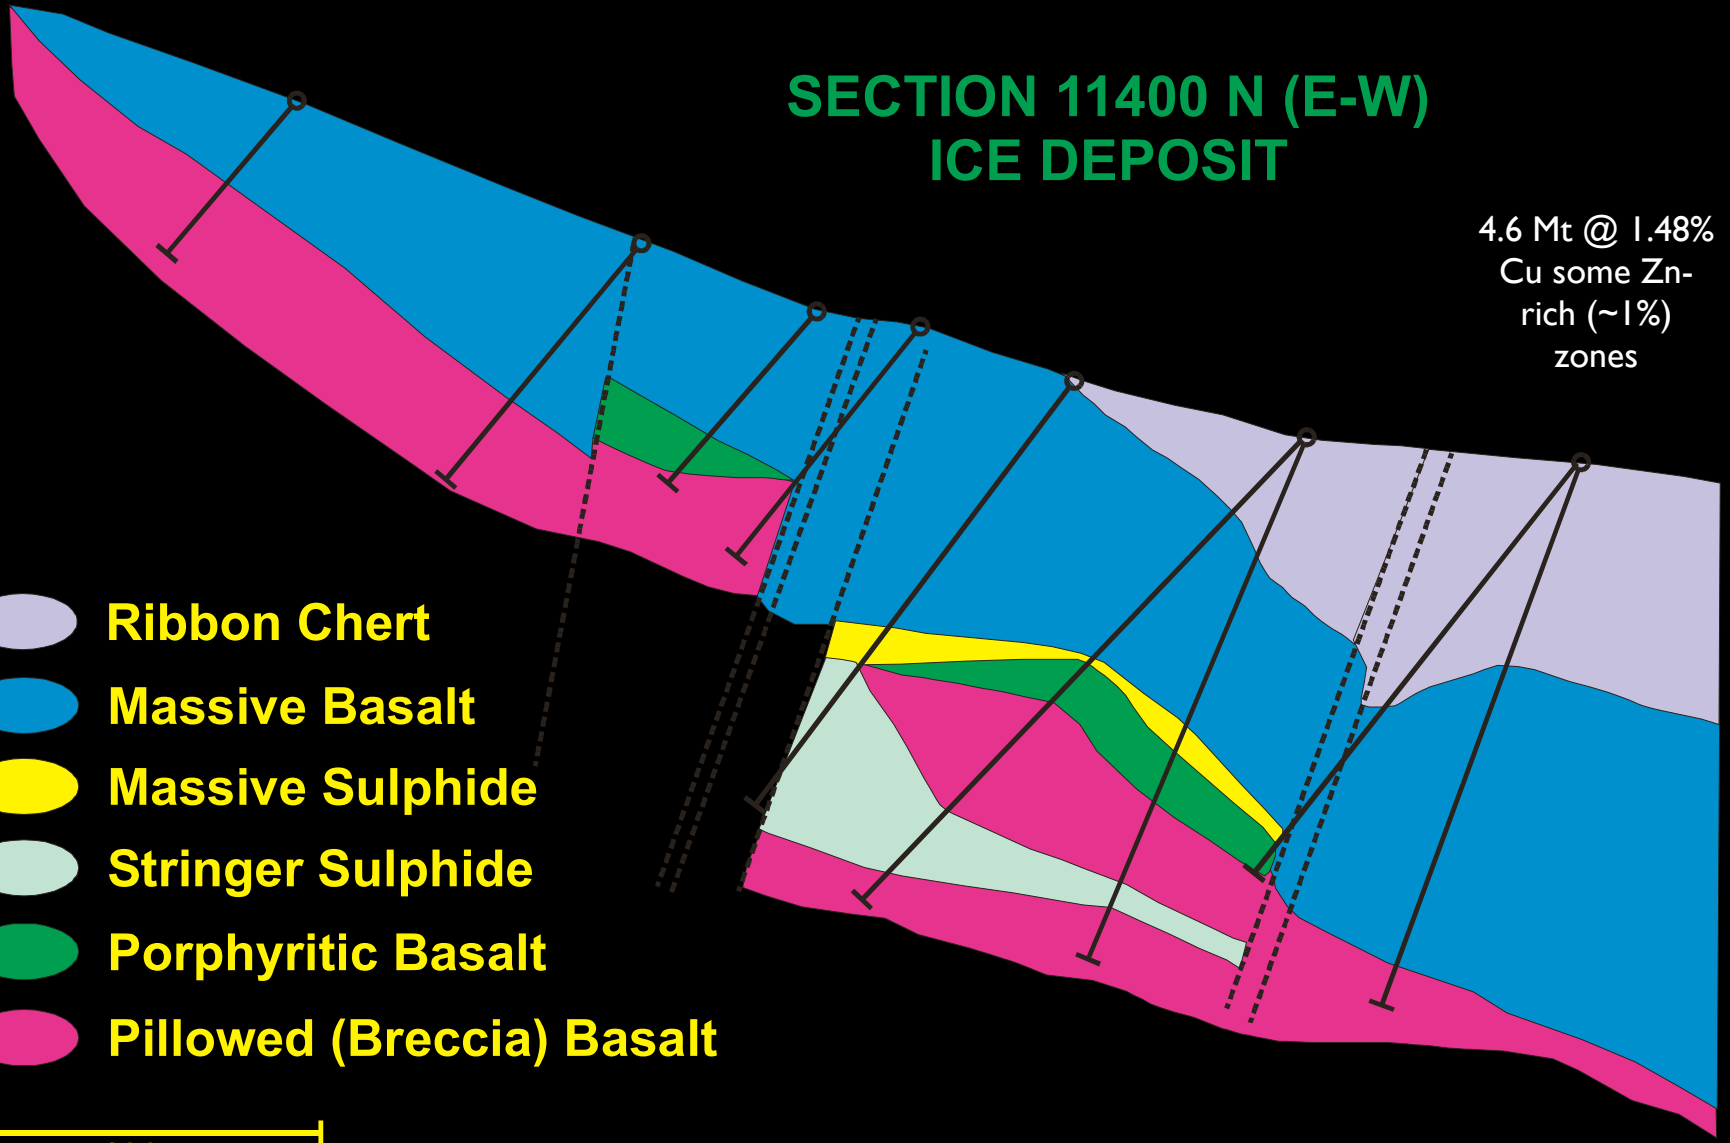 SECTION 11400 N (E-W)
ICE DEPOSIT
4.6 Mt @ 1.48%
Cu some Zn-
rich (~1%)
zones
Ribbon Chert
Massive Basalt
Massive Sulphide
Stringer Sulphide
Porphyritic Basalt
Pillowed (Breccia) Basalt